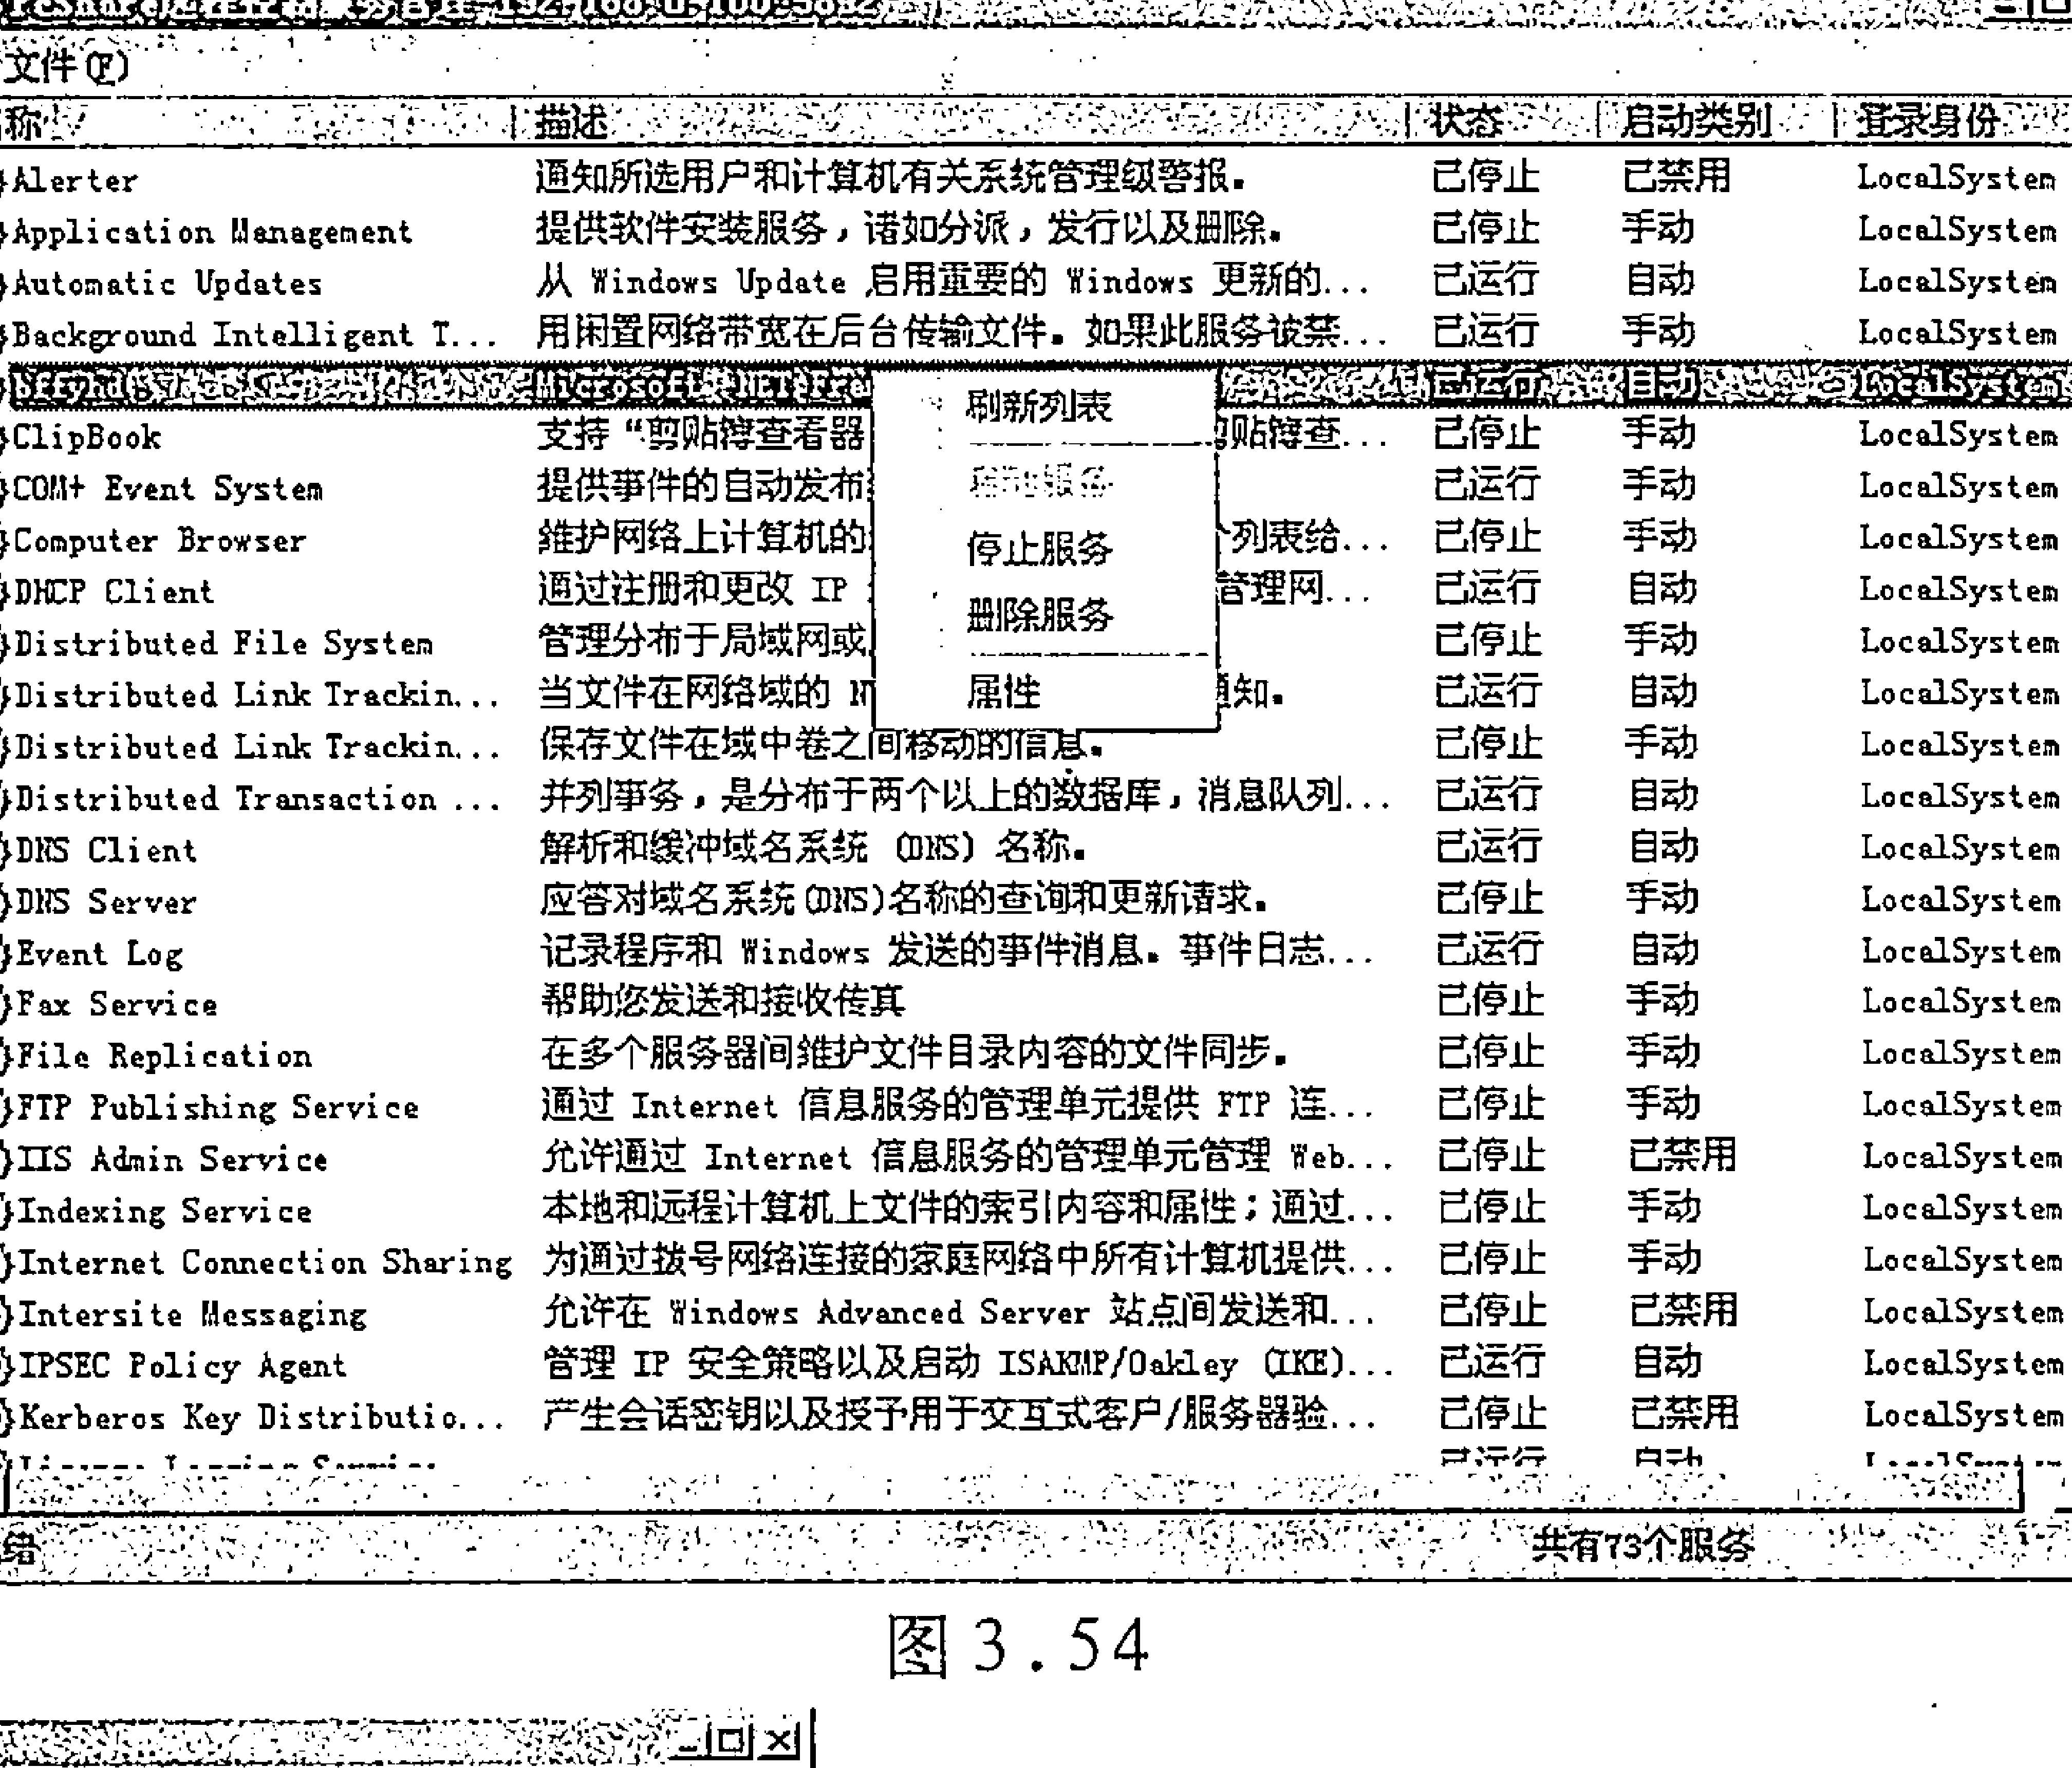 文件(F)
称 描述 状态 启动类别 登录身份
Alerter 通知所选用户和计算机有关系统管理级警报。 已停止 已禁用 LocalSystem
Application Management 提供软件安装服务，诸如分派，发行以及删除。 已停止 手动 LocalSystem
Automatic Updates 从 Windows Update 启用重要的 Windows 更新的... 已运行 自动 LocalSystem
Background Intelligent T... 用闲置网络带宽在后台传输文件。如果此服务被禁... 已运行 手动 LocalSystem
Microsoft 已运行 自动 LocalSystem
刷新列表
ClipBook 支持“剪贴簿查看器 剪贴簿查... 已停止 手动 LocalSystem
COM+ Event System 提供事件的自动发布 已运行 手动 LocalSystem
启动服务
Computer Browser 维护网络上计算机的 个列表给... 已停止 手动 LocalSystem
停止服务
DHCP Client 通过注册和更改 IP 管理网... 已运行 自动 LocalSystem
删除服务
Distributed File System 管理分布于局域网或 已停止 手动 LocalSystem
Distributed Link Trackin... 当文件在网络域的 通知。 已运行 自动 LocalSystem
属性
Distributed Link Trackin... 保存文件在域中卷之间移动的信息。 已停止 手动 LocalSystem
Distributed Transaction ... 并列事务，是分布于两个以上的数据库，消息队列... 已运行 自动 LocalSystem
DNS Client 解析和缓冲域名系统 (DNS) 名称。 已运行 自动 LocalSystem
DNS Server 应答对域名系统(DNS)名称的查询和更新请求。 已停止 手动 LocalSystem
Event Log 记录程序和 Windows 发送的事件消息。事件日志... 已运行 自动 LocalSystem
Fax Service 帮助您发送和接收传真 已停止 手动 LocalSystem
File Replication 在多个服务器间维护文件目录内容的文件同步。 已停止 手动 LocalSystem
FTP Publishing Service 通过 Internet 信息服务的管理单元提供 FTP 连... 已停止 手动 LocalSystem
IIS Admin Service 允许通过 Internet 信息服务的管理单元管理 Web... 已停止 已禁用 LocalSystem
Indexing Service 本地和远程计算机上文件的索引内容和属性；通过... 已停止 手动 LocalSystem
Internet Connection Sharing 为通过拨号网络连接的家庭网络中所有计算机提供... 已停止 手动 LocalSystem
Intersite Messaging 允许在 Windows Advanced Server 站点间发送和... 已停止 已禁用 LocalSystem
IPSEC Policy Agent 管理 IP 安全策略以及启动 ISAKMP/Oakley (IKE)... 已运行 自动 LocalSystem
Kerberos Key Distributio... 产生会话密钥以及授予用于交互式客户/服务器验... 已停止 已禁用 LocalSystem
已运行 自动 LocalSystem
共有73个服务
图 3.54